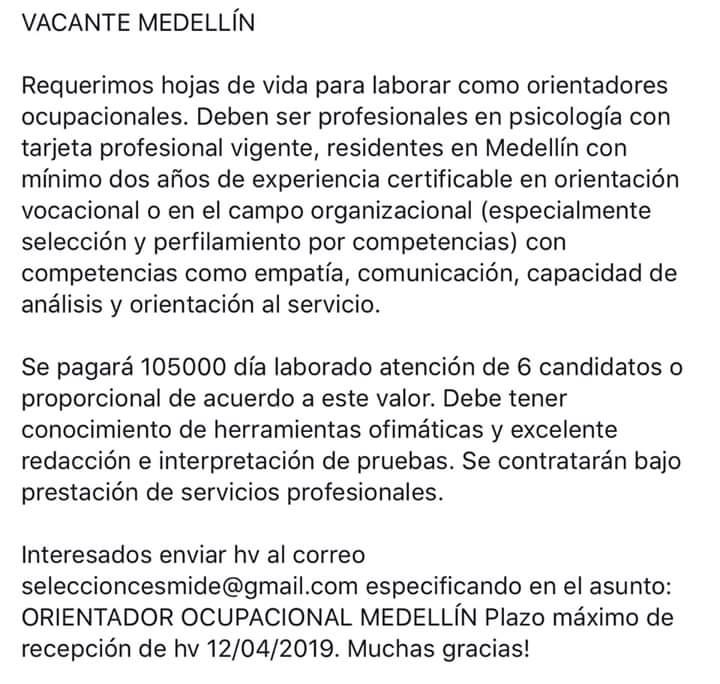 VACANTE MEDELLÍN
Requerimos hojas de vida para laborar como orientadores
ocupacionales. Deben ser profesionales en psicología con
tarjeta profesional vigente, residentes en Medellín con
mínimo dos años de experiencia certificable en orientación
vocacional o en el campo organizacional (especialmente
selección y perfilamiento por competencias) con
competencias como empatía, comunicación, capacidad de
análisis y orientación al servicio.
Se pagará 105000 día laborado atención de 6 candidatos o
proporcional de acuerdo a este valor. Debe tener
conocimiento de herramientas ofimáticas y excelente
redacción e interpretación de pruebas. Se contratarán bajo
prestación de servicios profesionales.
Interesados enviar hv al correo
seleccioncesmide@gmail.com especificando en el asunto:
ORIENTADOR OCUPACIONAL MEDELLÍN Plazo máximo de
recepción de hv 12/04/2019. Muchas gracias!